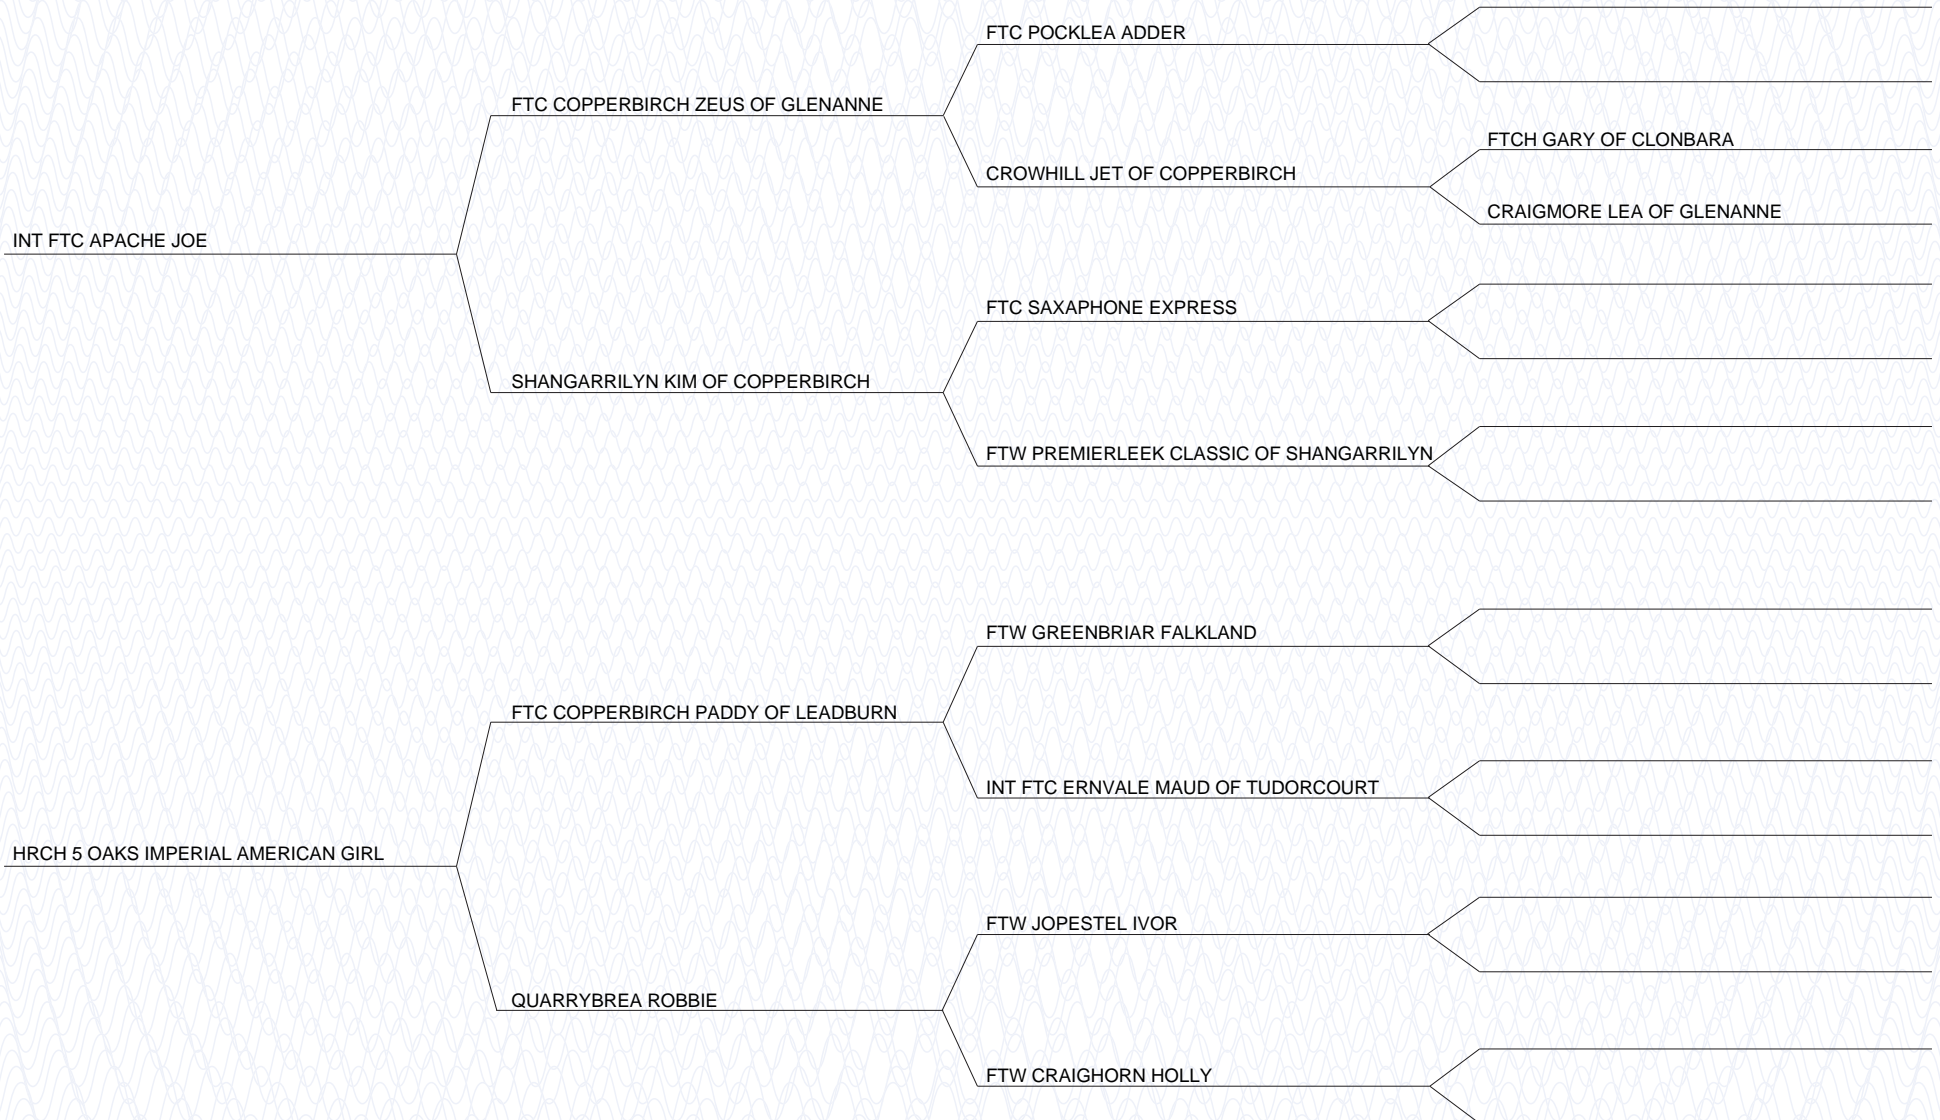 FTC POCKLEA ADDER
FTC COPPERBIRCH ZEUS OF GLENANNE
FTCH GARY OF CLONBARA
CROWHILL JET OF COPPERBIRCH
CRAIGMORE LEA OF GLENANNE
INT FTC APACHE JOE
FTC SAXAPHONE EXPRESS
SHANGARRILYN KIM OF COPPERBIRCH
FTW PREMIERLEEK CLASSIC OF SHANGARRILYN
FTW GREENBRIAR FALKLAND
FTC COPPERBIRCH PADDY OF LEADBURN
INT FTC ERNVALE MAUD OF TUDORCOURT
HRCH 5 OAKS IMPERIAL AMERICAN GIRL
FTW JOPESTEL IVOR
QUARRYBREA ROBBIE
FTW CRAIGHORN HOLLY